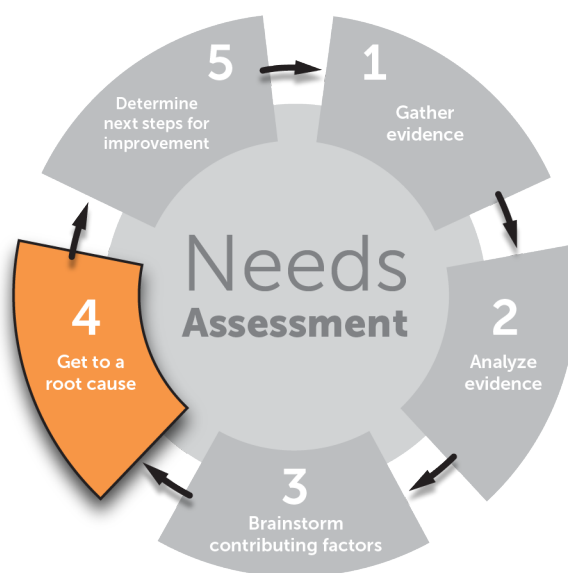 Needs
Assessment
1
Gather
evidence
2
Analyze
evidence
3
Brainstorm
contributing factors
4
Get to a
root cause
5
Determine
next steps for
improvement